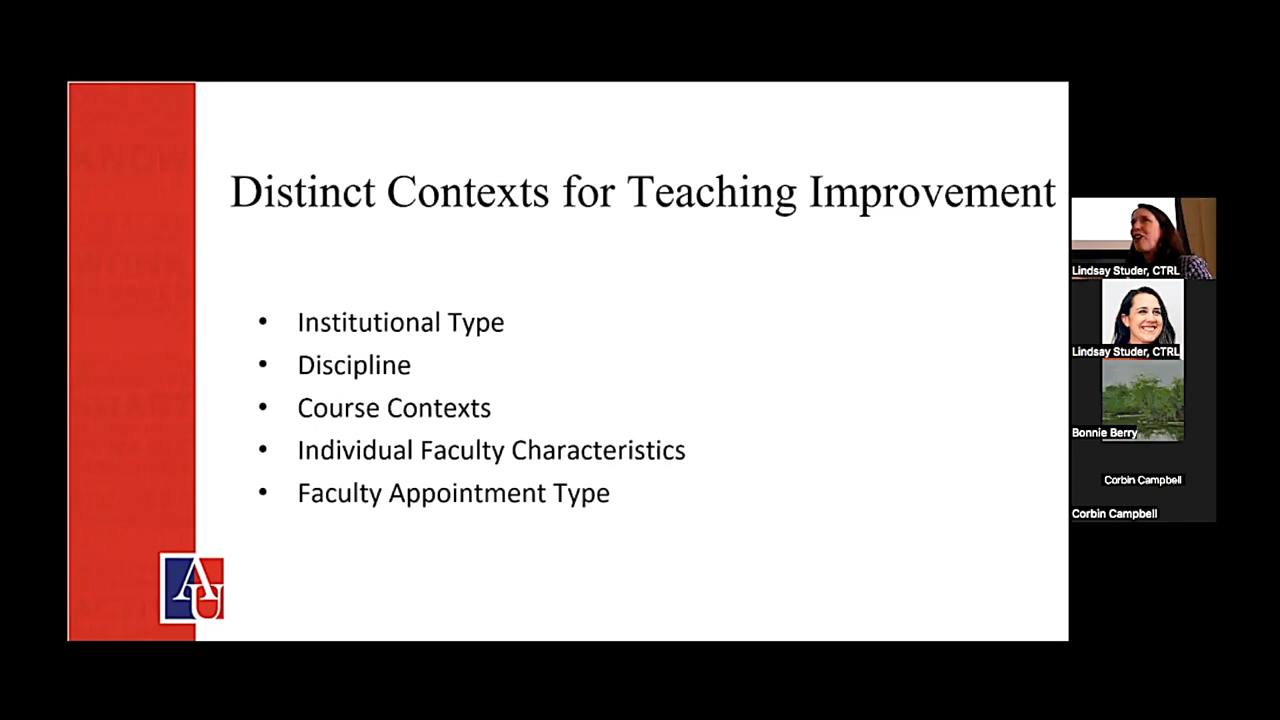 Distinct Contexts for Teaching Improvement
• Institutional Type
• Discipline
• Course Contexts
• Individual Faculty Characteristics
• Faculty Appointment Type
AU
Lindsay Studer, CTRL
Lindsay Studer, CTRL
Bonnie Berry
Corbin Campbell
Corbin Campbell